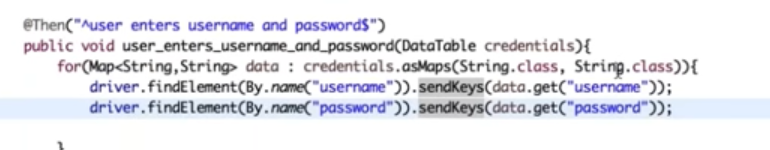 @Then("^user enters username and password$")
public void user_enters_username_and_password(DataTable credentials){
for(Map<String,String> data : credentials.asMaps(String.class, String.class)){
driver.findElement(By.name("username")).sendKeys(data.get("username"));
driver.findElement(By.name("password")).sendKeys(data.get("password"));
}